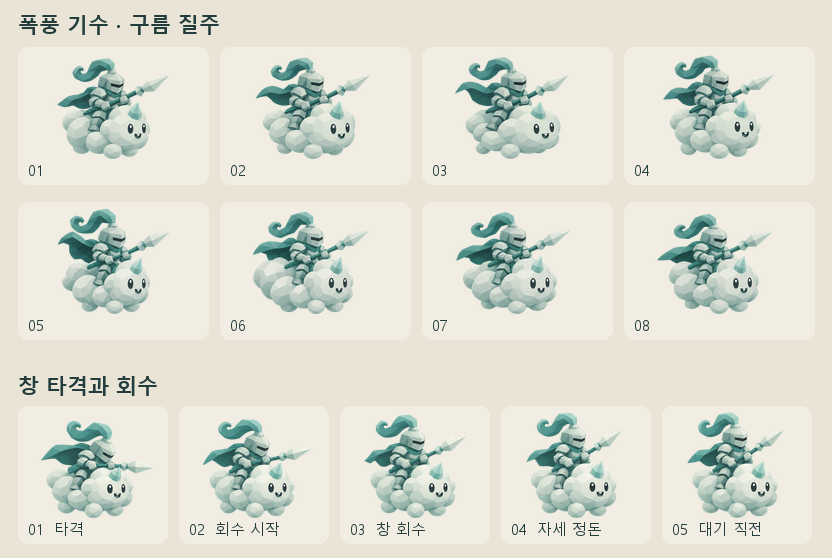 폭풍 기수 · 구름 질주
01 02 03 04
05 06 07 08
창 타격과 회수
01 타격 02 회수 시작 03 창 회수 04 자세 정돈 05 대기 직전